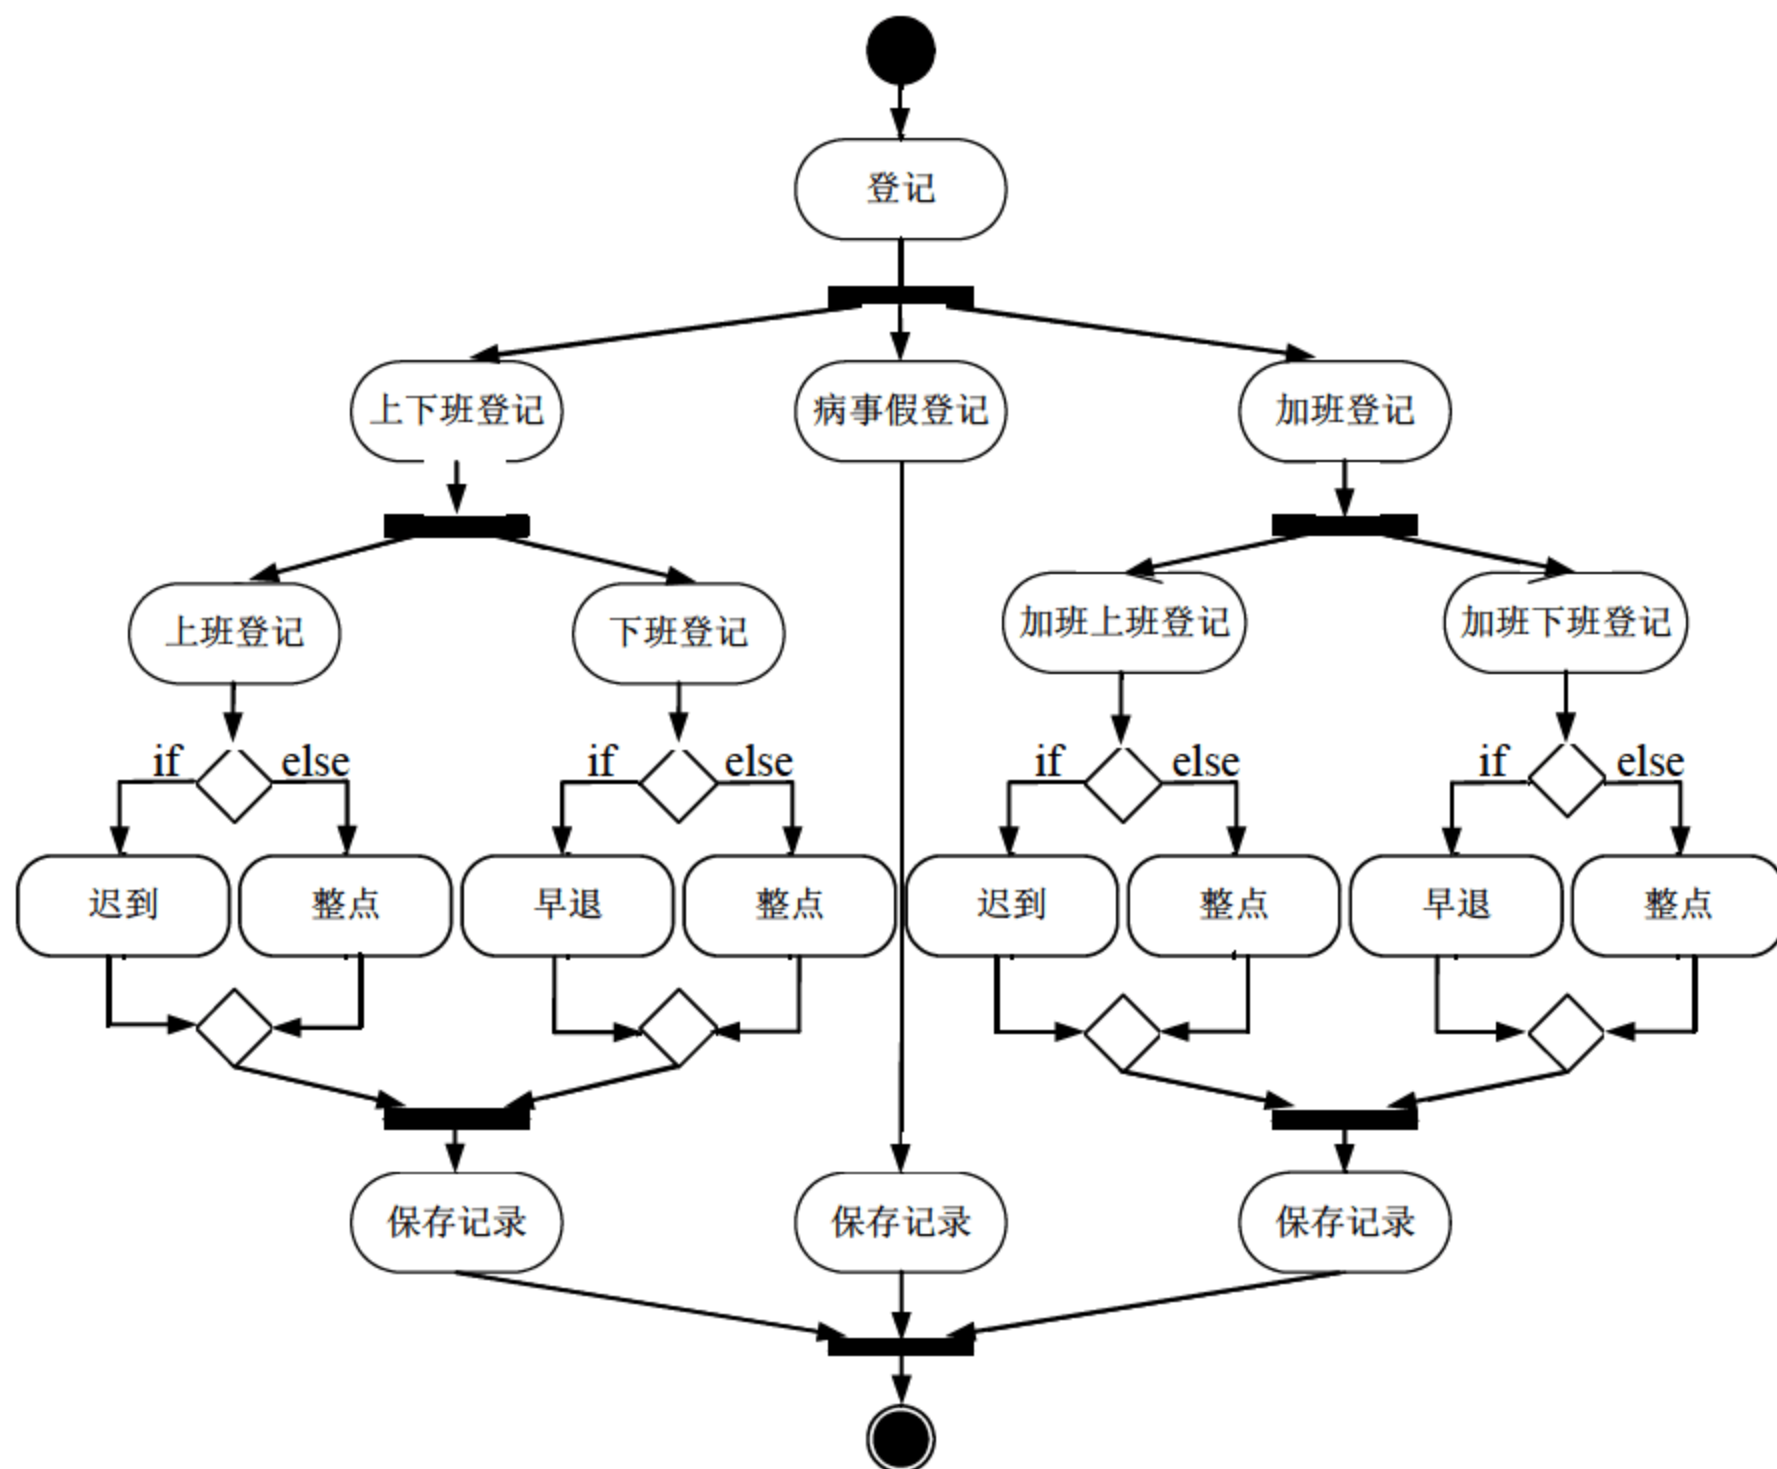 登记
上下班登记
病事假登记
加班登记
上班登记
下班登记
加班上班登记
加班下班登记
if
else
if
else
if
else
if
else
迟到
整点
早退
整点
迟到
整点
早退
整点
保存记录
保存记录
保存记录